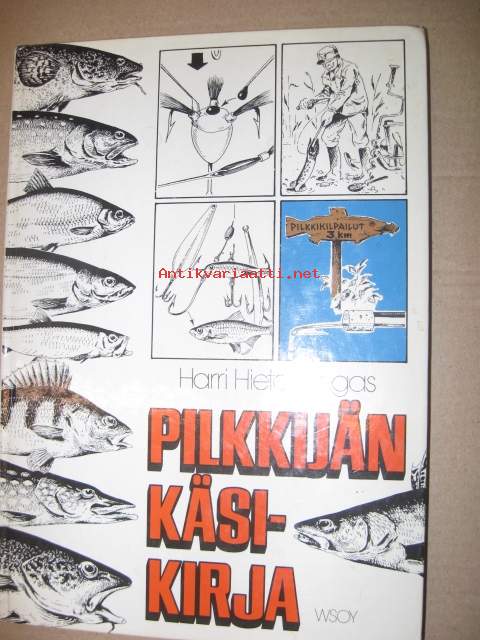 PILKKIKILPAILUT
3 km
Antikvariaatti.net
Harri
PILKKIJÄN
KÄSI-
KIRJA
WSOY